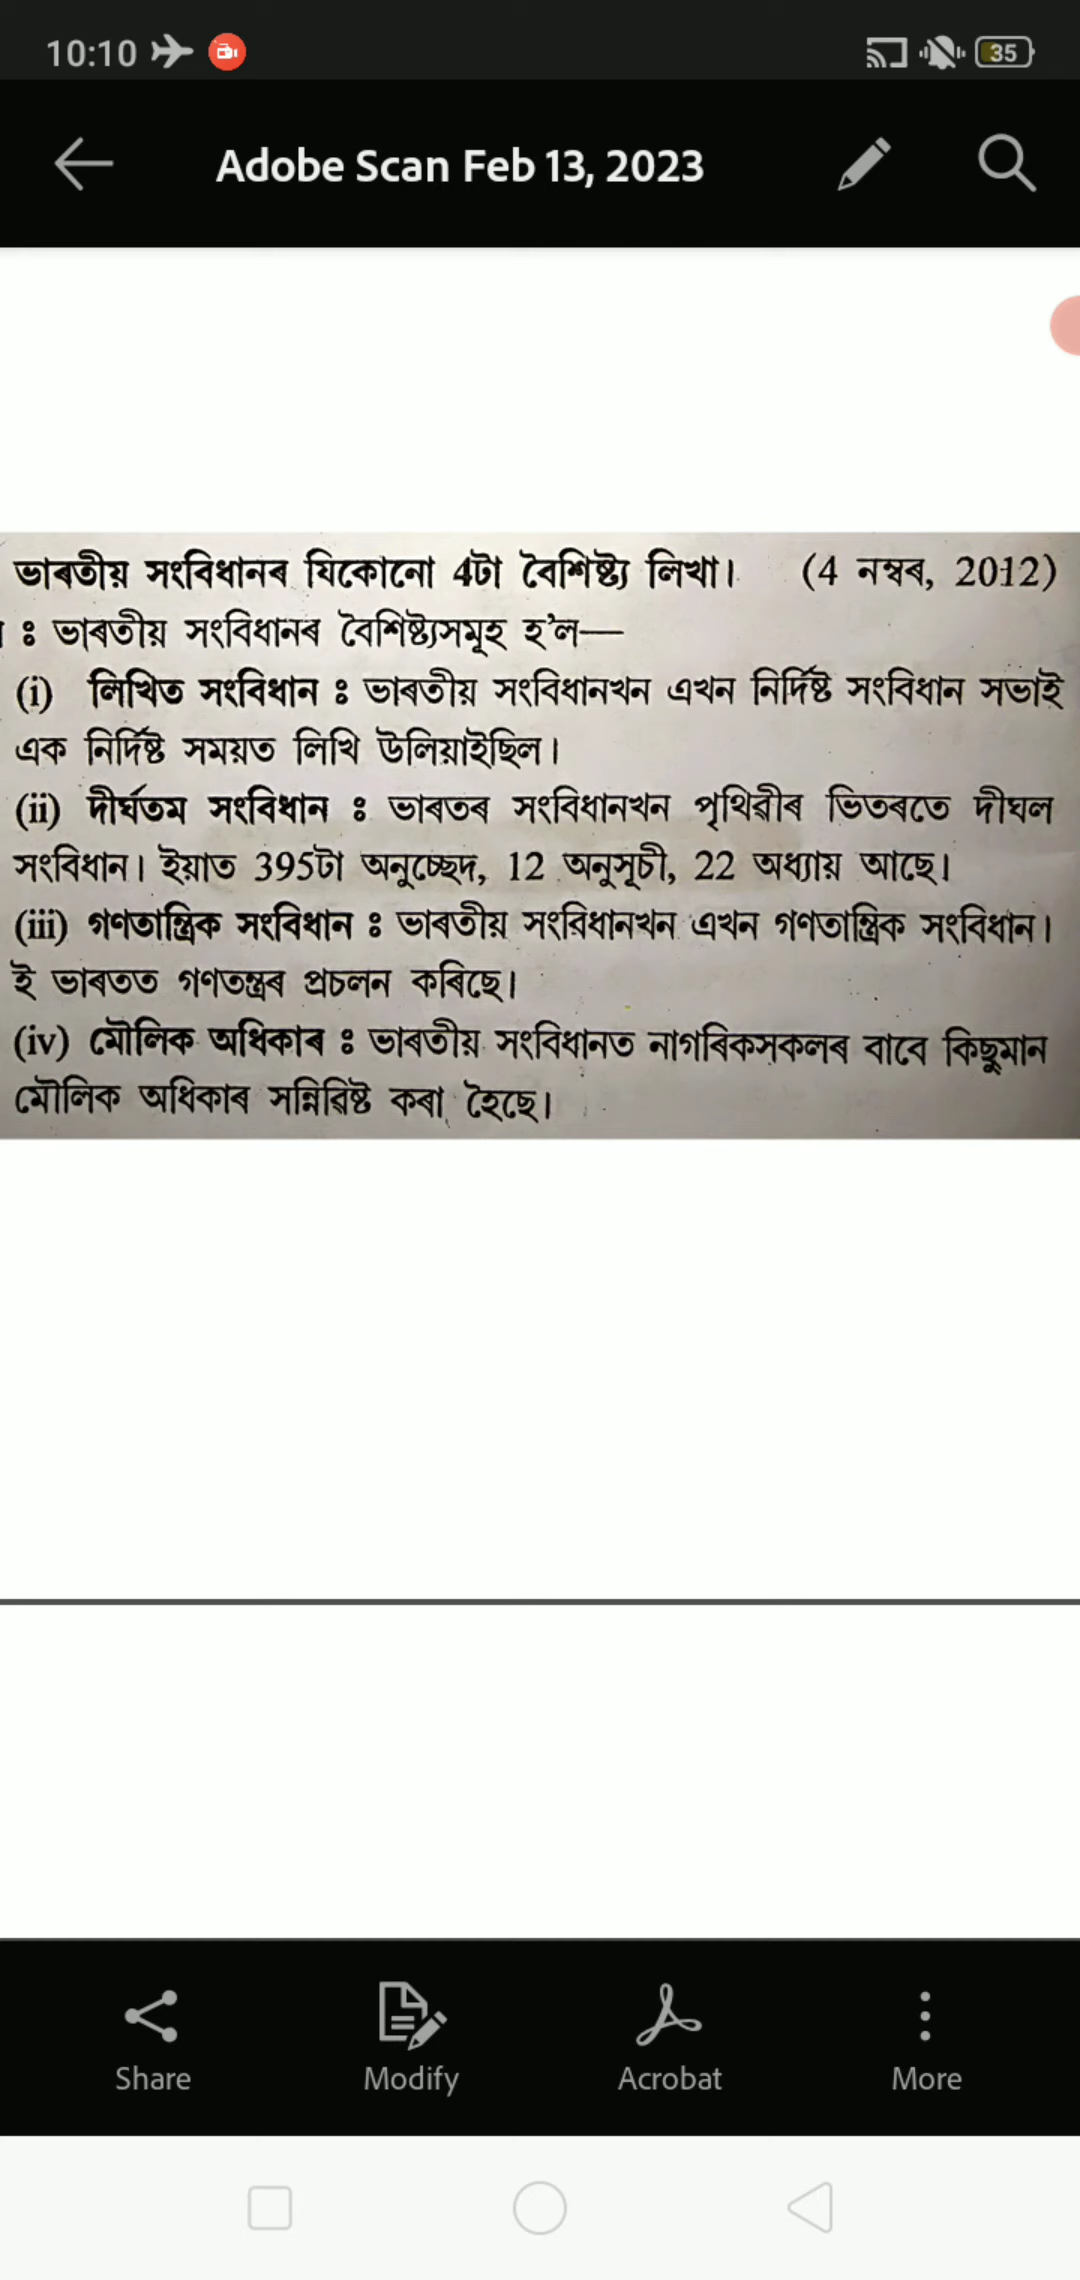 10:10
35
Adobe Scan Feb 13, 2023
ভাৰতীয় সংবিধানৰ যিকোনো 4টা বৈশিষ্ট্য লিখা। (4 নম্বৰ, 2012)
ঃ ভাৰতীয় সংবিধানৰ বৈশিষ্ট্যসমূহ হ'ল—
(i) লিখিত সংবিধান ঃ ভাৰতীয় সংবিধানখন এখন নিৰ্দিষ্ট সংবিধান সভাই
এক নিৰ্দিষ্ট সময়ত লিখি উলিয়াইছিল।
(ii) দীৰ্ঘতম সংবিধান ঃ ভাৰতৰ সংবিধানখন পৃথিৱীৰ ভিতৰতে দীঘল
সংবিধান। ইয়াত 395টা অনুচ্ছেদ, 12 অনুসূচী, 22 অধ্যায় আছে।
(iii) গণতান্ত্রিক সংবিধান ঃ ভাৰতীয় সংৱিধানখন এখন গণতান্ত্রিক সংবিধান।
ই ভাৰতত গণতন্ত্ৰৰ প্ৰচলন কৰিছে।
(iv) মৌলিক অধিকাৰ ঃ ভাৰতীয় সংবিধানত নাগৰিকসকলৰ বাবে কিছুমান
মৌলিক অধিকাৰ সন্নিৱিষ্ট কৰা হৈছে।
Share Modify Acrobat More